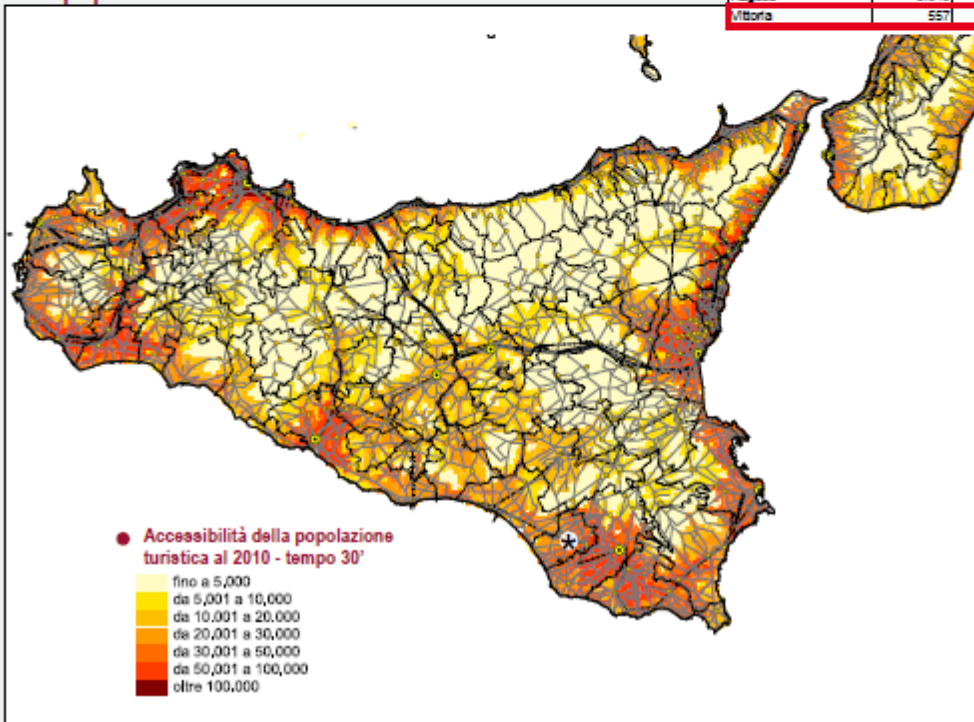 Vittoria 557
Accessibilità della popolazione
turistica al 2010 - tempo 30'
fino a 5,000
da 5,001 a 10,000
da 10.001 a 20.000
da 20,001 a 30,000
da 30,001 a 50,000
da 50,001 a 100,000
oltre 100.000